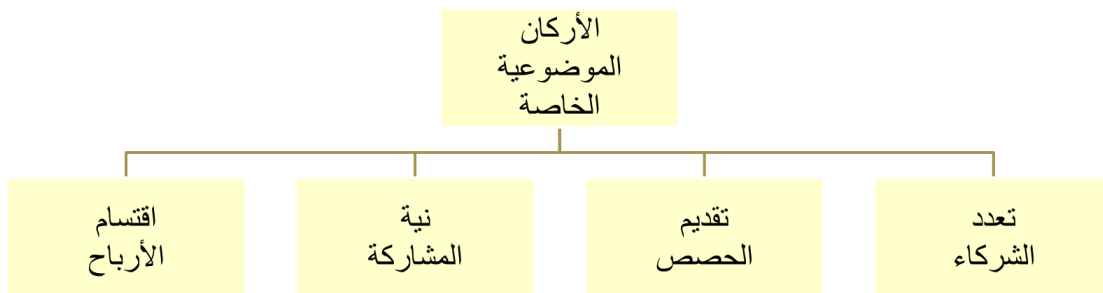 الأركان
الموضوعية
الخاصة
تعدد
الشركاء
تقديم
الحصص
نية
المشاركة
اقتسام
الأرباح